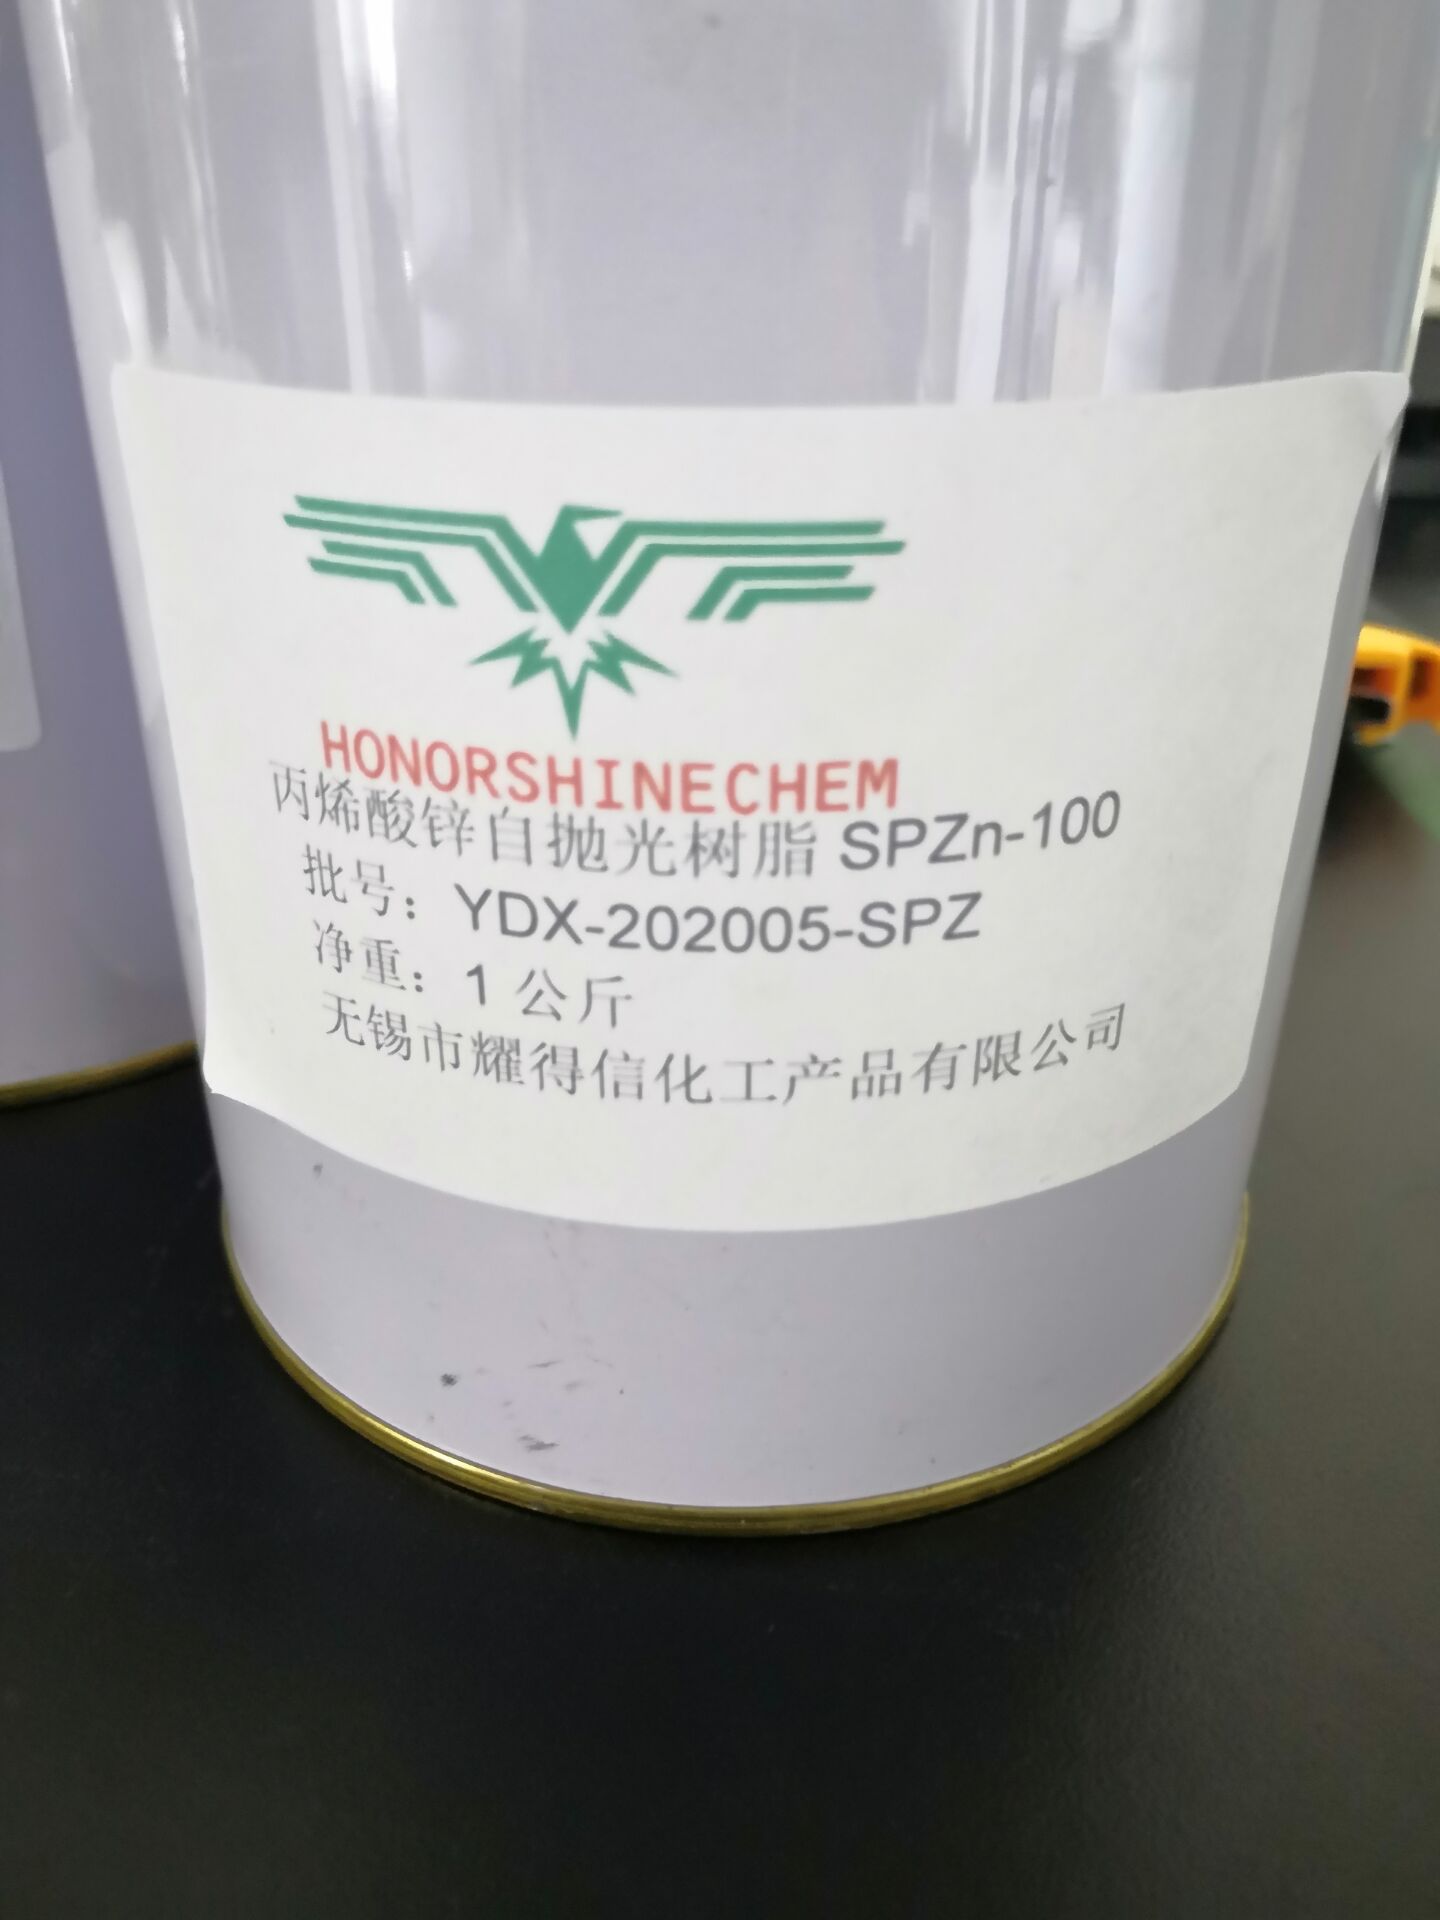 HONORSHINECHEM
丙烯酸锌自抛光树脂 SPZn-100
批号：YDX-202005-SPZ
净重：1 公斤
无锡市耀得信化工产品有限公司